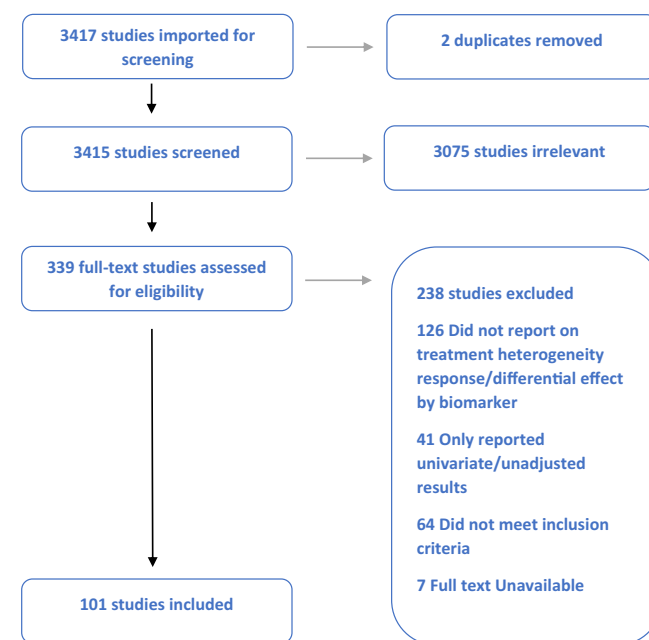 3417 studies imported for
screening
2 duplicates removed
3415 studies screened
3075 studies irrelevant
339 full-text studies assessed
for eligibility
238 studies excluded
126 Did not report on
treatment heterogeneity
response/differential effect
by biomarker
41 Only reported
univariate/unadjusted
results
64 Did not meet inclusion
criteria
7 Full text Unavailable
101 studies included